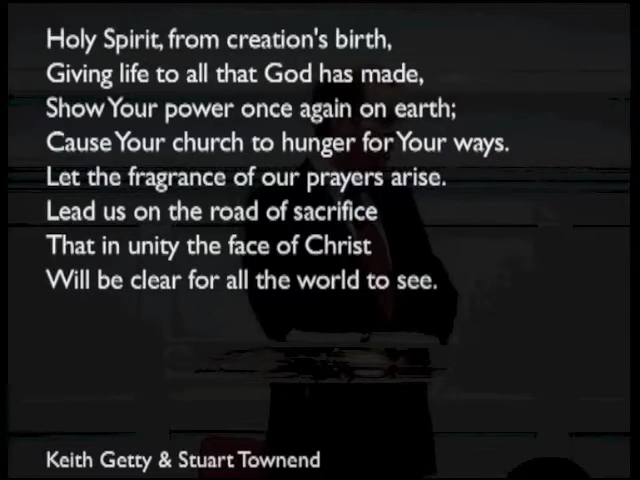 Holy Spirit, from creation's birth,
Giving life to all that God has made,
Show Your power once again on earth;
Cause Your church to hunger for Your ways.
Let the fragrance of our prayers arise.
Lead us on the road of sacrifice
That in unity the face of Christ
Will be clear for all the world to see.
Keith Getty & Stuart Townend